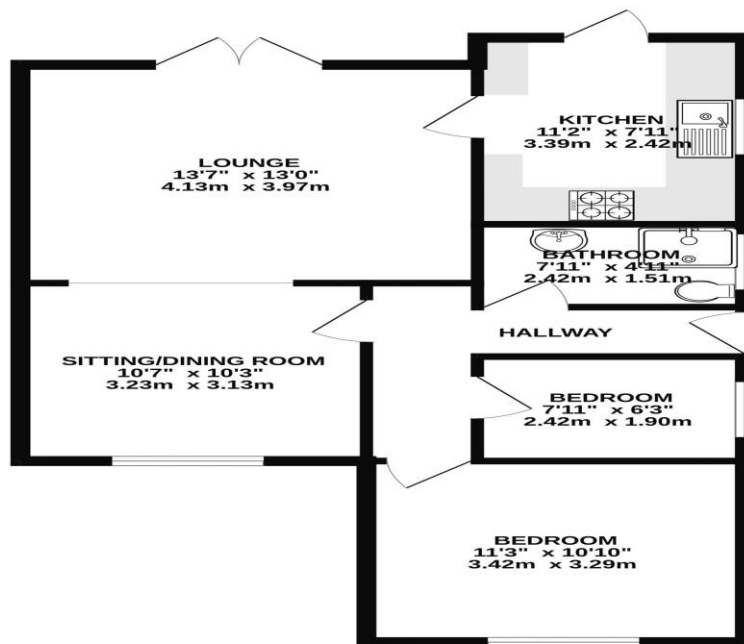 KITCHEN
11'2" x 7'11"
3.39m x 2.42m
LOUNGE
13'7" x 13'0"
4.13m x 3.97m
BATHROOM
7'11" x 4'11"
2.42m x 1.51m
HALLWAY
SITTING/DINING ROOM
10'7" x 10'3"
3.23m x 3.13m
BEDROOM
7'11" x 6'3"
2.42m x 1.90m
BEDROOM
11'3" x 10'10"
3.42m x 3.29m